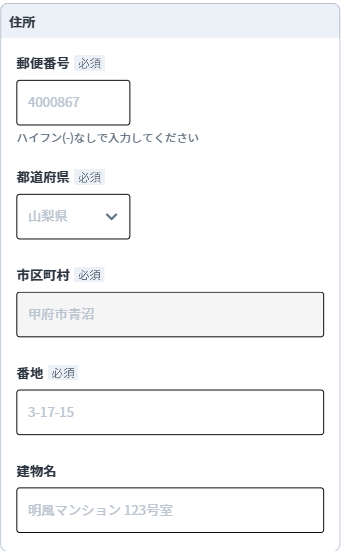 住所
郵便番号 必須
4000867
ハイフン(-)なしで入力してください
都道府県 必須
山梨県
市区町村 必須
甲府市青沼
番地 必須
3-17-15
建物名
明風マンション 123号室